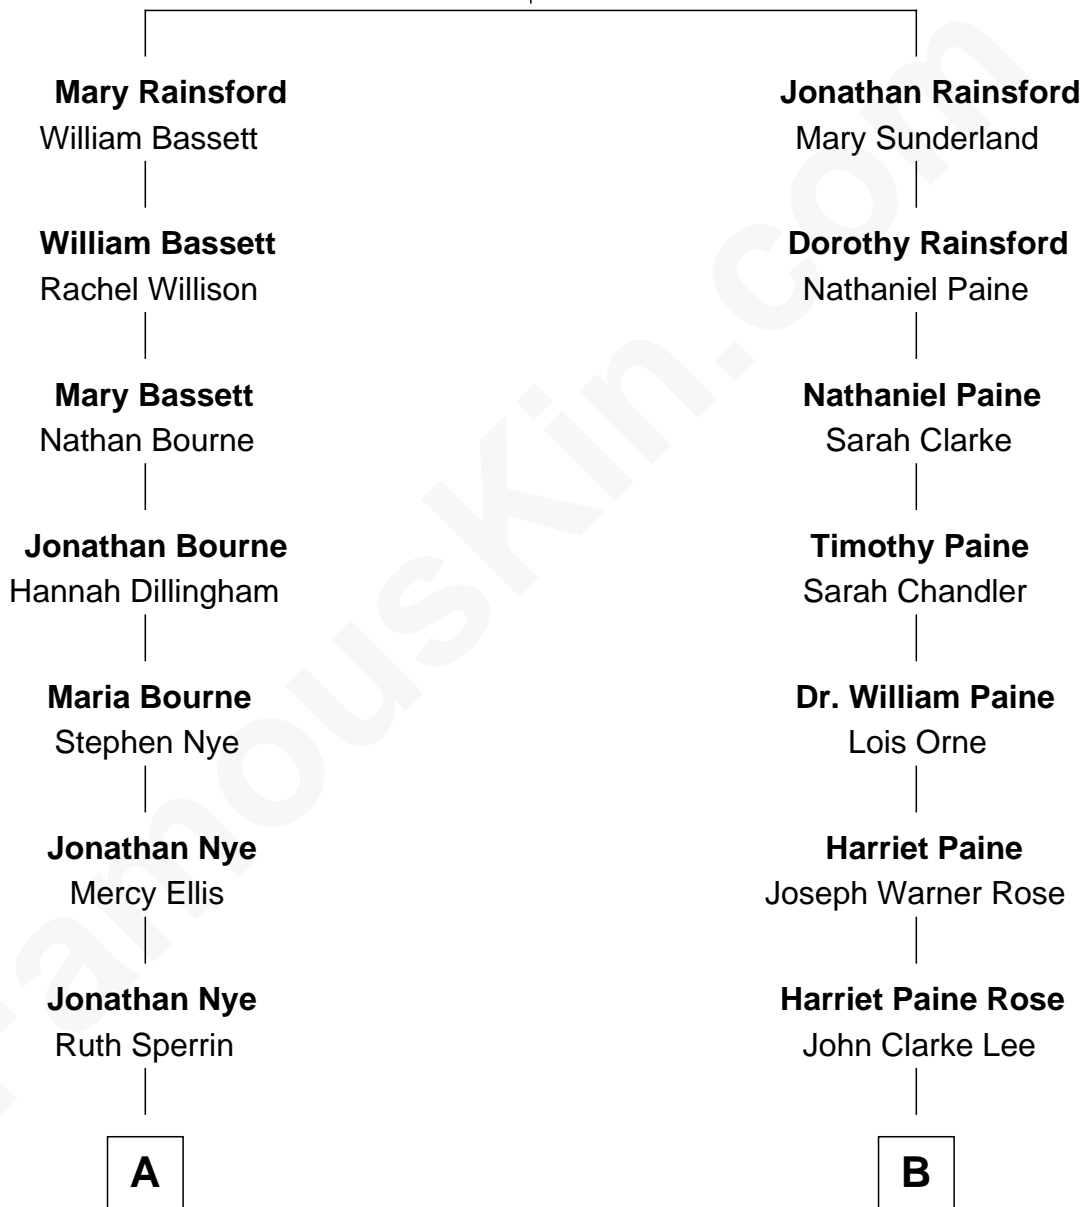 Mary Rainsford
William Bassett
William Bassett
Rachel Willison
Mary Bassett
Nathan Bourne
Jonathan Bourne
Hannah Dillingham
Maria Bourne
Stephen Nye
Jonathan Nye
Mercy Ellis
Jonathan Nye
Ruth Sperrin
A
Jonathan Rainsford
Mary Sunderland
Dorothy Rainsford
Nathaniel Paine
Nathaniel Paine
Sarah Clarke
Timothy Paine
Sarah Chandler
Dr. William Paine
Lois Orne
Harriet Paine
Joseph Warner Rose
Harriet Paine Rose
John Clarke Lee
B
FamousKin.com